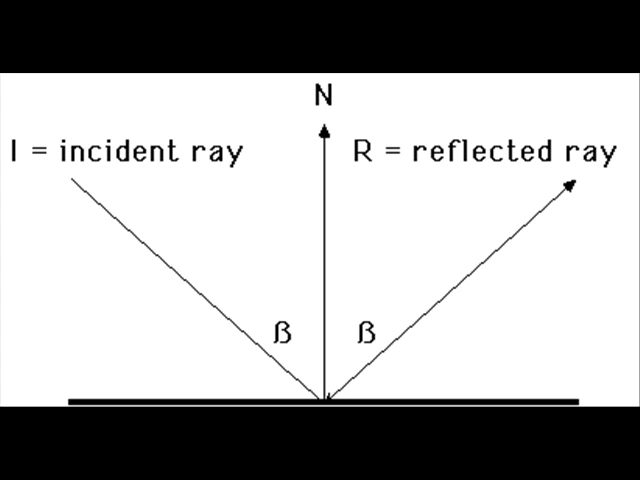 N
I = incident ray
R = reflected ray
ß ß